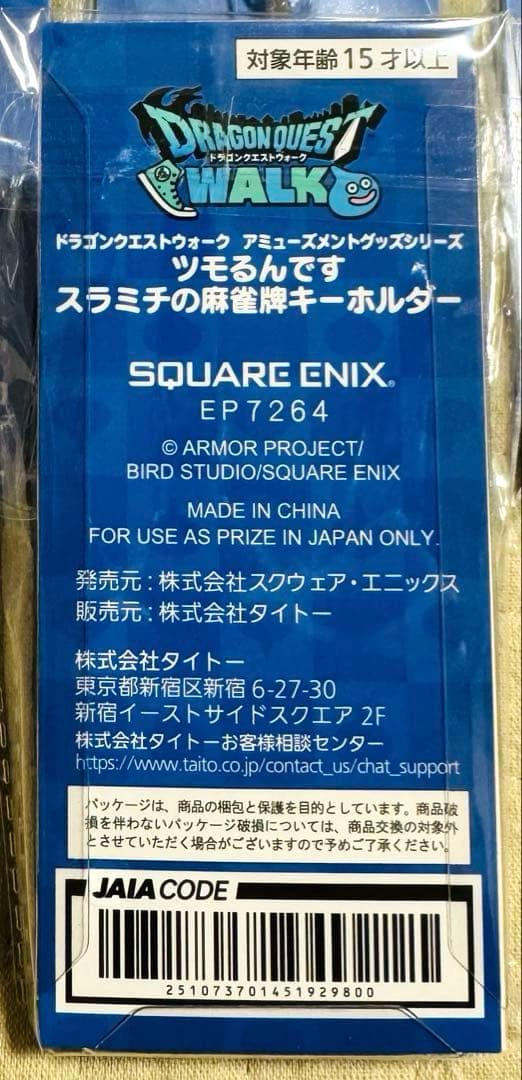 対象年齢15才以上
DRAGON QUEST
ドラゴンクエストウォーク
WALK
ドラゴンクエストウォーク アミューズメントグッズシリーズ
ツモるんです
スラミチの麻雀牌キーホルダー
SQUARE ENIX®
EP7264
© ARMOR PROJECT/
BIRD STUDIO/SQUARE ENIX
MADE IN CHINA
FOR USE AS PRIZE IN JAPAN ONLY.
発売元:株式会社スクウェア・エニックス
販売元:株式会社タイトー
株式会社タイトー
東京都新宿区新宿6-27-30
新宿イーストサイドスクエア 2F
株式会社タイトーお客様相談センター
https://www.taito.co.jp/contact_us/chat_support
パッケージは、商品の梱包と保護を目的としています。商品破
損を伴わないパッケージ破損については、商品交換の対象外
とさせていただく場合がございますので予めご了承ください。
JAIA CODE
2510737014519298​00